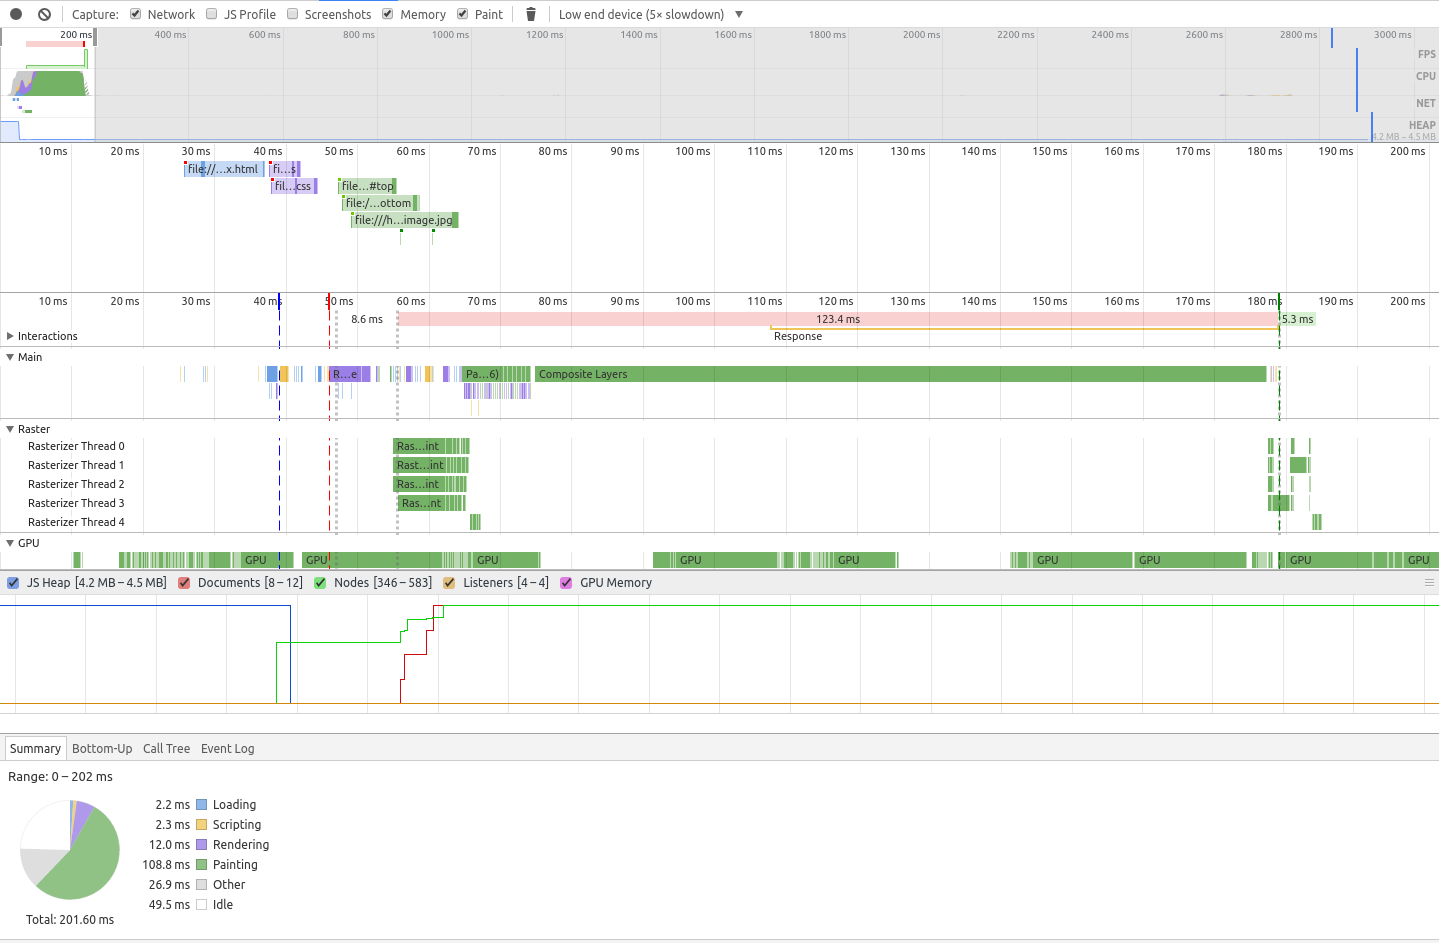 Capture: Network JS Profile Screenshots Memory Paint Low end device (5× slowdown) ▼
200 ms 400 ms 600 ms 800 ms 1000 ms 1200 ms 1400 ms 1600 ms 1800 ms 2000 ms 2200 ms 2400 ms 2600 ms 2800 ms 3000 ms
FPS
CPU
NET
HEAP
4.2 MB – 4.5 MB
10 ms 20 ms 30 ms 40 ms 50 ms 60 ms 70 ms 80 ms 90 ms 100 ms 110 ms 120 ms 130 ms 140 ms 150 ms 160 ms 170 ms 180 ms 190 ms 200 ms
file://…x.html fi…s
fil…css file…#top
file:/…ottom
file:///h…image.jpg
10 ms 20 ms 30 ms 40 ms 50 ms 60 ms 70 ms 80 ms 90 ms 100 ms 110 ms 120 ms 130 ms 140 ms 150 ms 160 ms 170 ms 180 ms 190 ms 200 ms
8.6 ms 123.4 ms 5.3 ms
Interactions Response
Main
R…e Pa…6) Composite Layers
Raster
Rasterizer Thread 0 Ras…int
Rasterizer Thread 1 Rast…int
Rasterizer Thread 2 Ras…int
Rasterizer Thread 3 Ras…nt
Rasterizer Thread 4
GPU
GPU GPU GPU GPU GPU GPU GPU GPU GPU
JS Heap [4.2 MB – 4.5 MB] Documents [8 – 12] Nodes [346 – 583] Listeners [4 – 4] GPU Memory
Summary Bottom-Up Call Tree Event Log
Range: 0 – 202 ms
2.2 ms Loading
2.3 ms Scripting
12.0 ms Rendering
108.8 ms Painting
26.9 ms Other
49.5 ms Idle
Total: 201.60 ms